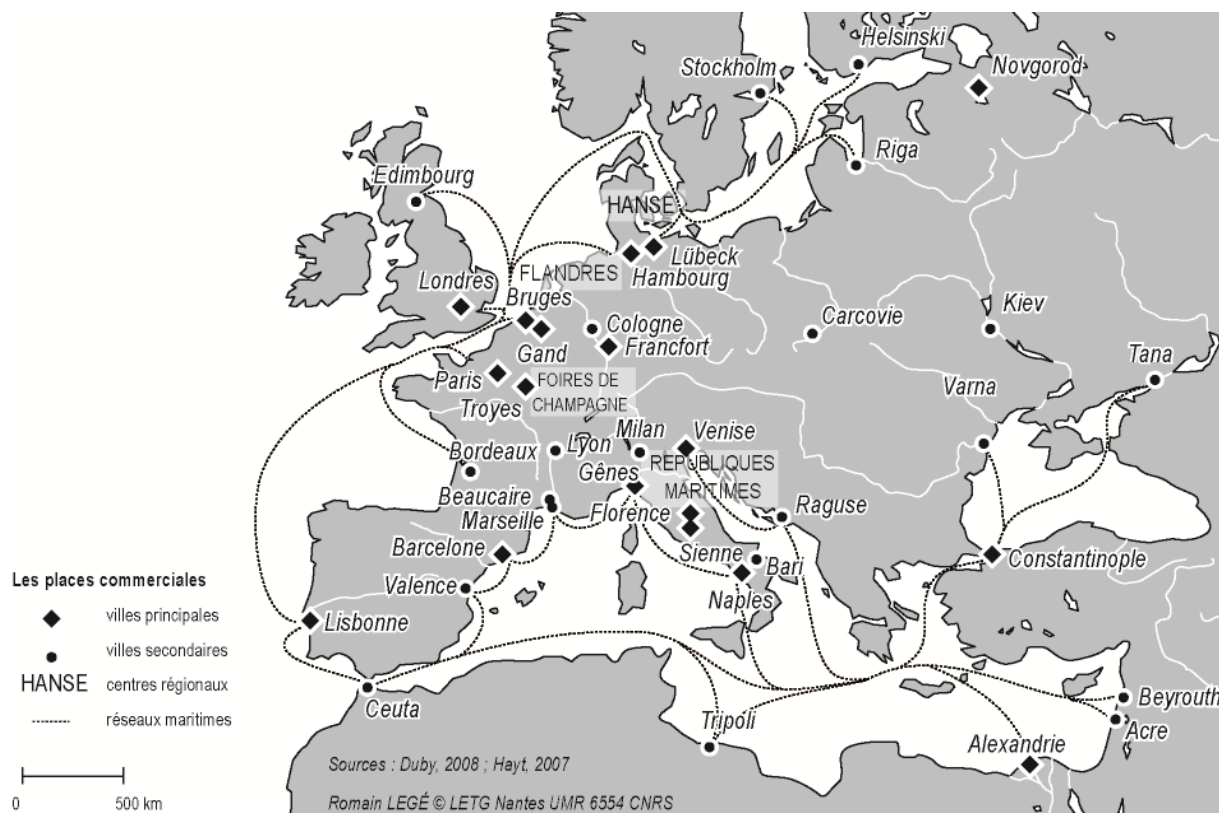 Helsinki
Stockholm
Novgorod
Riga
Edimbourg
HANSE
Lübeck
Hambourg
FLANDRES
Londres
Bruges
Gand
Cologne
Francfort
Carcovie
Kiev
Tana
Paris
Troyes
FOIRES DE
CHAMPAGNE
Varna
Bordeaux
Lyon
Milan
Venise
RÉPUBLIQUES
MARITIMES
Gênes
Beaucaire
Marseille
Florence
Raguse
Barcelone
Sienne
Bari
Constantinople
Valence
Naples
Lisbonne
Ceuta
Tripoli
Beyrouth
Acre
Alexandrie
Les places commerciales
villes principales
villes secondaires
HANSE centres régionaux
réseaux maritimes
0 500 km
Sources : Duby, 2008 ; Hayt, 2007
Romain LEGÉ © LETG Nantes UMR 6554 CNRS